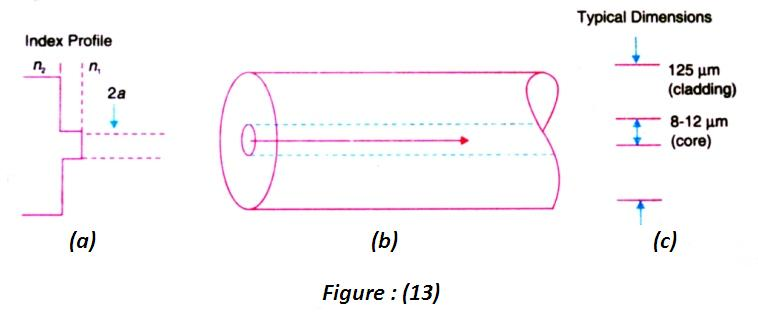 Typical Dimensions
Index Profile
n₂ n₁
2a
125 μm
(cladding)
8-12 μm
(core)
(a) (b) (c)
Figure : (13)